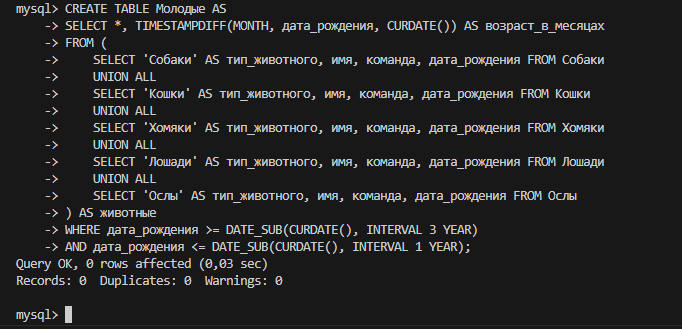 mysql> CREATE TABLE Молодые AS
    -> SELECT *, TIMESTAMPDIFF(MONTH, дата_рождения, CURDATE()) AS возраст_в_месяцах
    -> FROM (
    ->     SELECT 'Собаки' AS тип_животного, имя, команда, дата_рождения FROM Собаки
    ->     UNION ALL
    ->     SELECT 'Кошки' AS тип_животного, имя, команда, дата_рождения FROM Кошки
    ->     UNION ALL
    ->     SELECT 'Хомяки' AS тип_животного, имя, команда, дата_рождения FROM Хомяки
    ->     UNION ALL
    ->     SELECT 'Лошади' AS тип_животного, имя, команда, дата_рождения FROM Лошади
    ->     UNION ALL
    ->     SELECT 'Ослы' AS тип_животного, имя, команда, дата_рождения FROM Ослы
    -> ) AS животные
    -> WHERE дата_рождения >= DATE_SUB(CURDATE(), INTERVAL 3 YEAR)
    -> AND дата_рождения <= DATE_SUB(CURDATE(), INTERVAL 1 YEAR);
Query OK, 0 rows affected (0,03 sec)
Records: 0  Duplicates: 0  Warnings: 0
mysql>